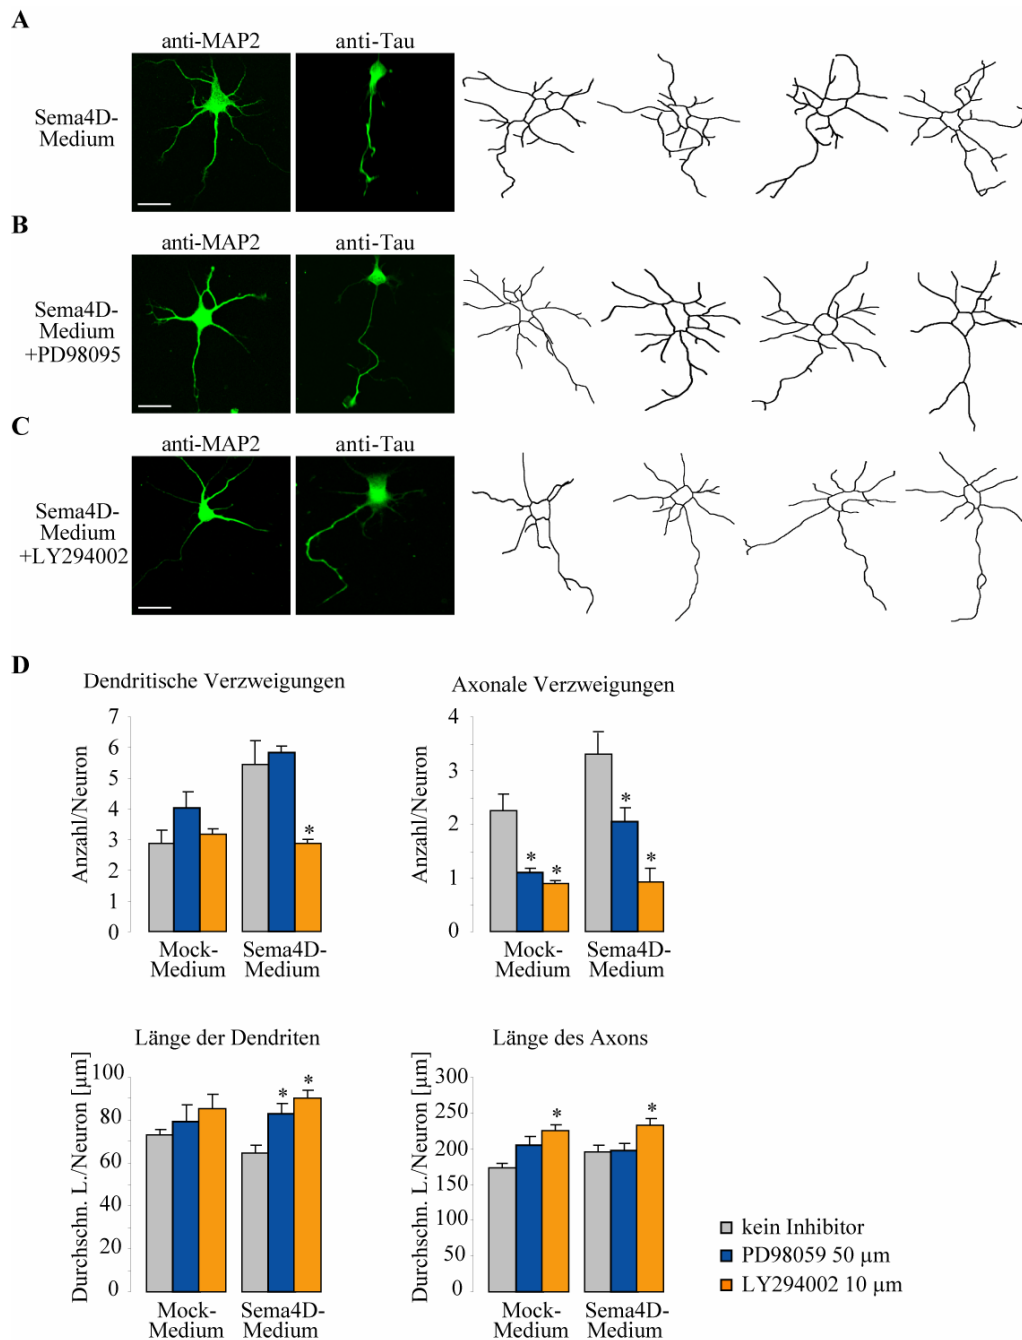 A
anti-MAP2 anti-Tau
Sema4D-
Medium
B
anti-MAP2 anti-Tau
Sema4D-
Medium
+PD98095
C
anti-MAP2 anti-Tau
Sema4D-
Medium
+LY294002
D
Dendritische Verzweigungen
Anzahl/Neuron
7
6
5
4
3
2
1
0
*
Mock-
Medium
Sema4D-
Medium
Axonale Verzweigungen
Anzahl/Neuron
4
3
2
1
0
* * * *
Mock-
Medium
Sema4D-
Medium
Länge der Dendriten
Durchschn. L./Neuron [µm]
100
80
60
40
20
0
* *
Mock-
Medium
Sema4D-
Medium
Länge des Axons
Durchschn. L./Neuron [µm]
300
250
200
150
100
50
0
* *
Mock-
Medium
Sema4D-
Medium
kein Inhibitor
PD98059 50 µm
LY294002 10 µm